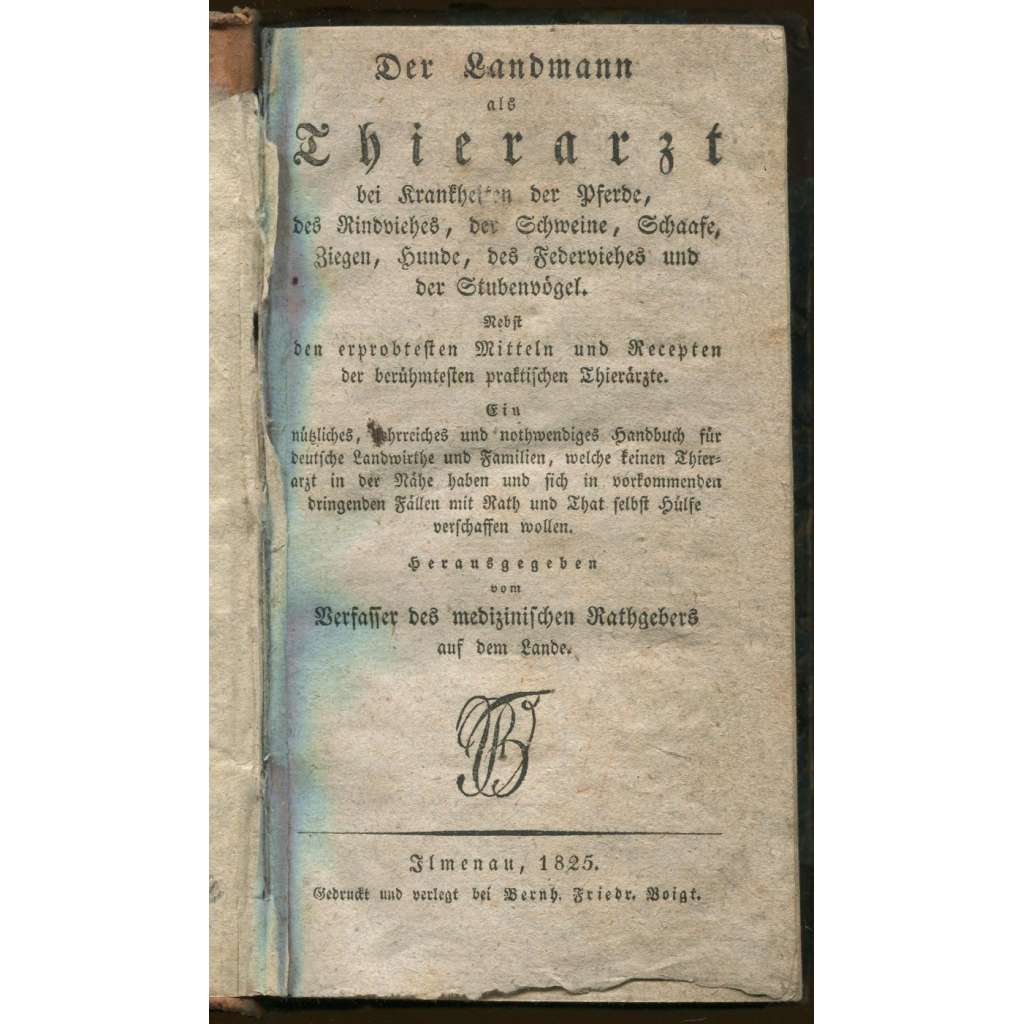 Der Landmann
als
Thierarzt
bei Krankheiten der Pferde,
des Rindviehes, der Schweine, Schaafe,
Ziegen, Hunde, des Federviehes und
der Stubenvögel.
Nebst
den erprobtesten Mitteln und Recepten
der berühmtesten praktischen Thierärzte.
Ein
nützliches, lehrreiches und nothwendiges Handbuch für
deutsche Landwirthe und Familien, welche keinen Thier-
arzt in der Nähe haben und sich in vorkommenden
dringenden Fällen mit Rath und That selbst Hülfe
verschaffen wollen.
Herausgegeben
vom
Verfasser des medizinischen Rathgebers
auf dem Lande.
Ilmenau, 1825.
Gedruckt und verlegt bei Bernh. Friedr. Voigt.